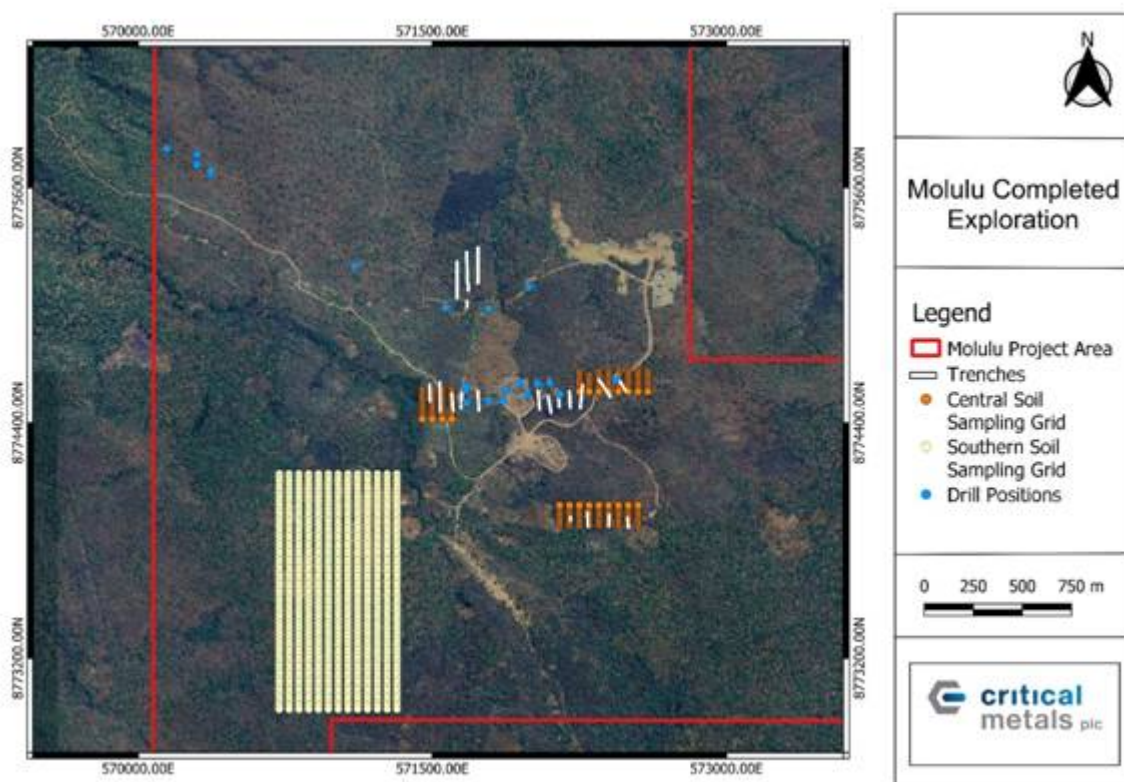 570000.00E
571500.00E
573000.00E
8775600.00N
8775600.00N
8774400.00N
8774400.00N
8773200.00N
8773200.00N
570000.00E
571500.00E
573000.00E
N
Molulu Completed
Exploration
Legend
Molulu Project Area
Trenches
Central Soil
Sampling Grid
Southern Soil
Sampling Grid
Drill Positions
0 250 500 750 m
critical
metals plc